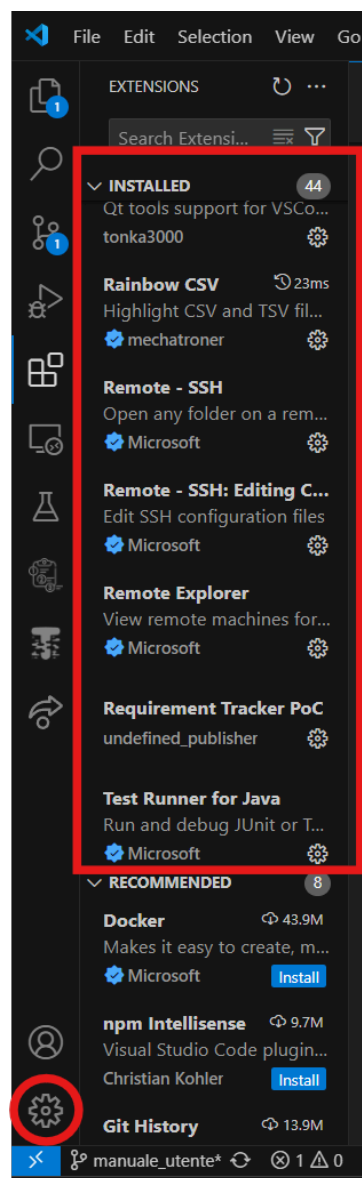 File Edit Selection View Go
EXTENSIONS
1
Search Extensi...
INSTALLED 44
Qt tools support for VSCo...
tonka3000
1
Rainbow CSV 23ms
Highlight CSV and TSV fil...
mechatroner
Remote - SSH
Open any folder on a rem...
Microsoft
Remote - SSH: Editing C...
Edit SSH configuration files
Microsoft
Remote Explorer
View remote machines for...
Microsoft
Requirement Tracker PoC
undefined_publisher
Test Runner for Java
Run and debug JUnit or T...
Microsoft
RECOMMENDED 8
Docker 43.9M
Makes it easy to create, m...
Microsoft Install
npm Intellisense 9.7M
Visual Studio Code plugin...
Christian Kohler Install
Git History 13.9M
manuale_utente* 1 0